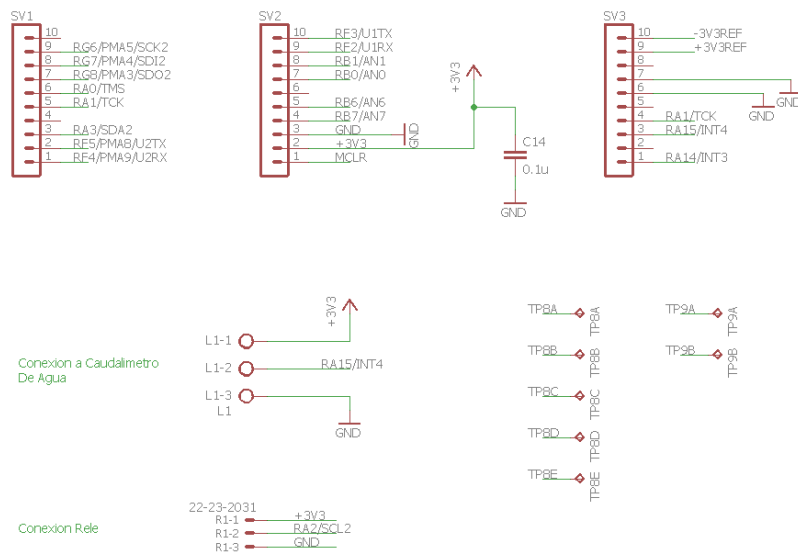 SV1
10
9 RG6/PMA5/SCK2
8 RG7/PMA4/SDI2
7 RG8/PMA3/SDO2
6 RA0/TMS
5 RA1/TCK
4
3 RA3/SDA2
2 RF5/PMA8/U2TX
1 RF4/PMA9/U2RX
SV2
10 RF3/U1TX
9 RF2/U1RX
8 RB1/AN1
7 RB0/AN0
6
5 RB6/AN6
4 RB7/AN7
3 GND
2 +3V3
1 MCLR
GND
+3V3
C14
0.1u
GND
SV3
10 -3V3REF
9 +3V3REF
8
7
6
5
4 RA1/TCK
3 RA15/INT4
2
1 RA14/INT3
GND
GND
Conexion a Caudalimetro
De Agua
+3V3
L1-1
L1-2 RA15/INT4
L1-3
L1
GND
TP8A TP8A
TP8B TP8B
TP8C TP8C
TP8D TP8D
TP8E TP8E
TP9A TP9A
TP9B TP9B
Conexion Rele
22-23-2031
R1-1 +3V3
R1-2 RA2/SCL2
R1-3 GND